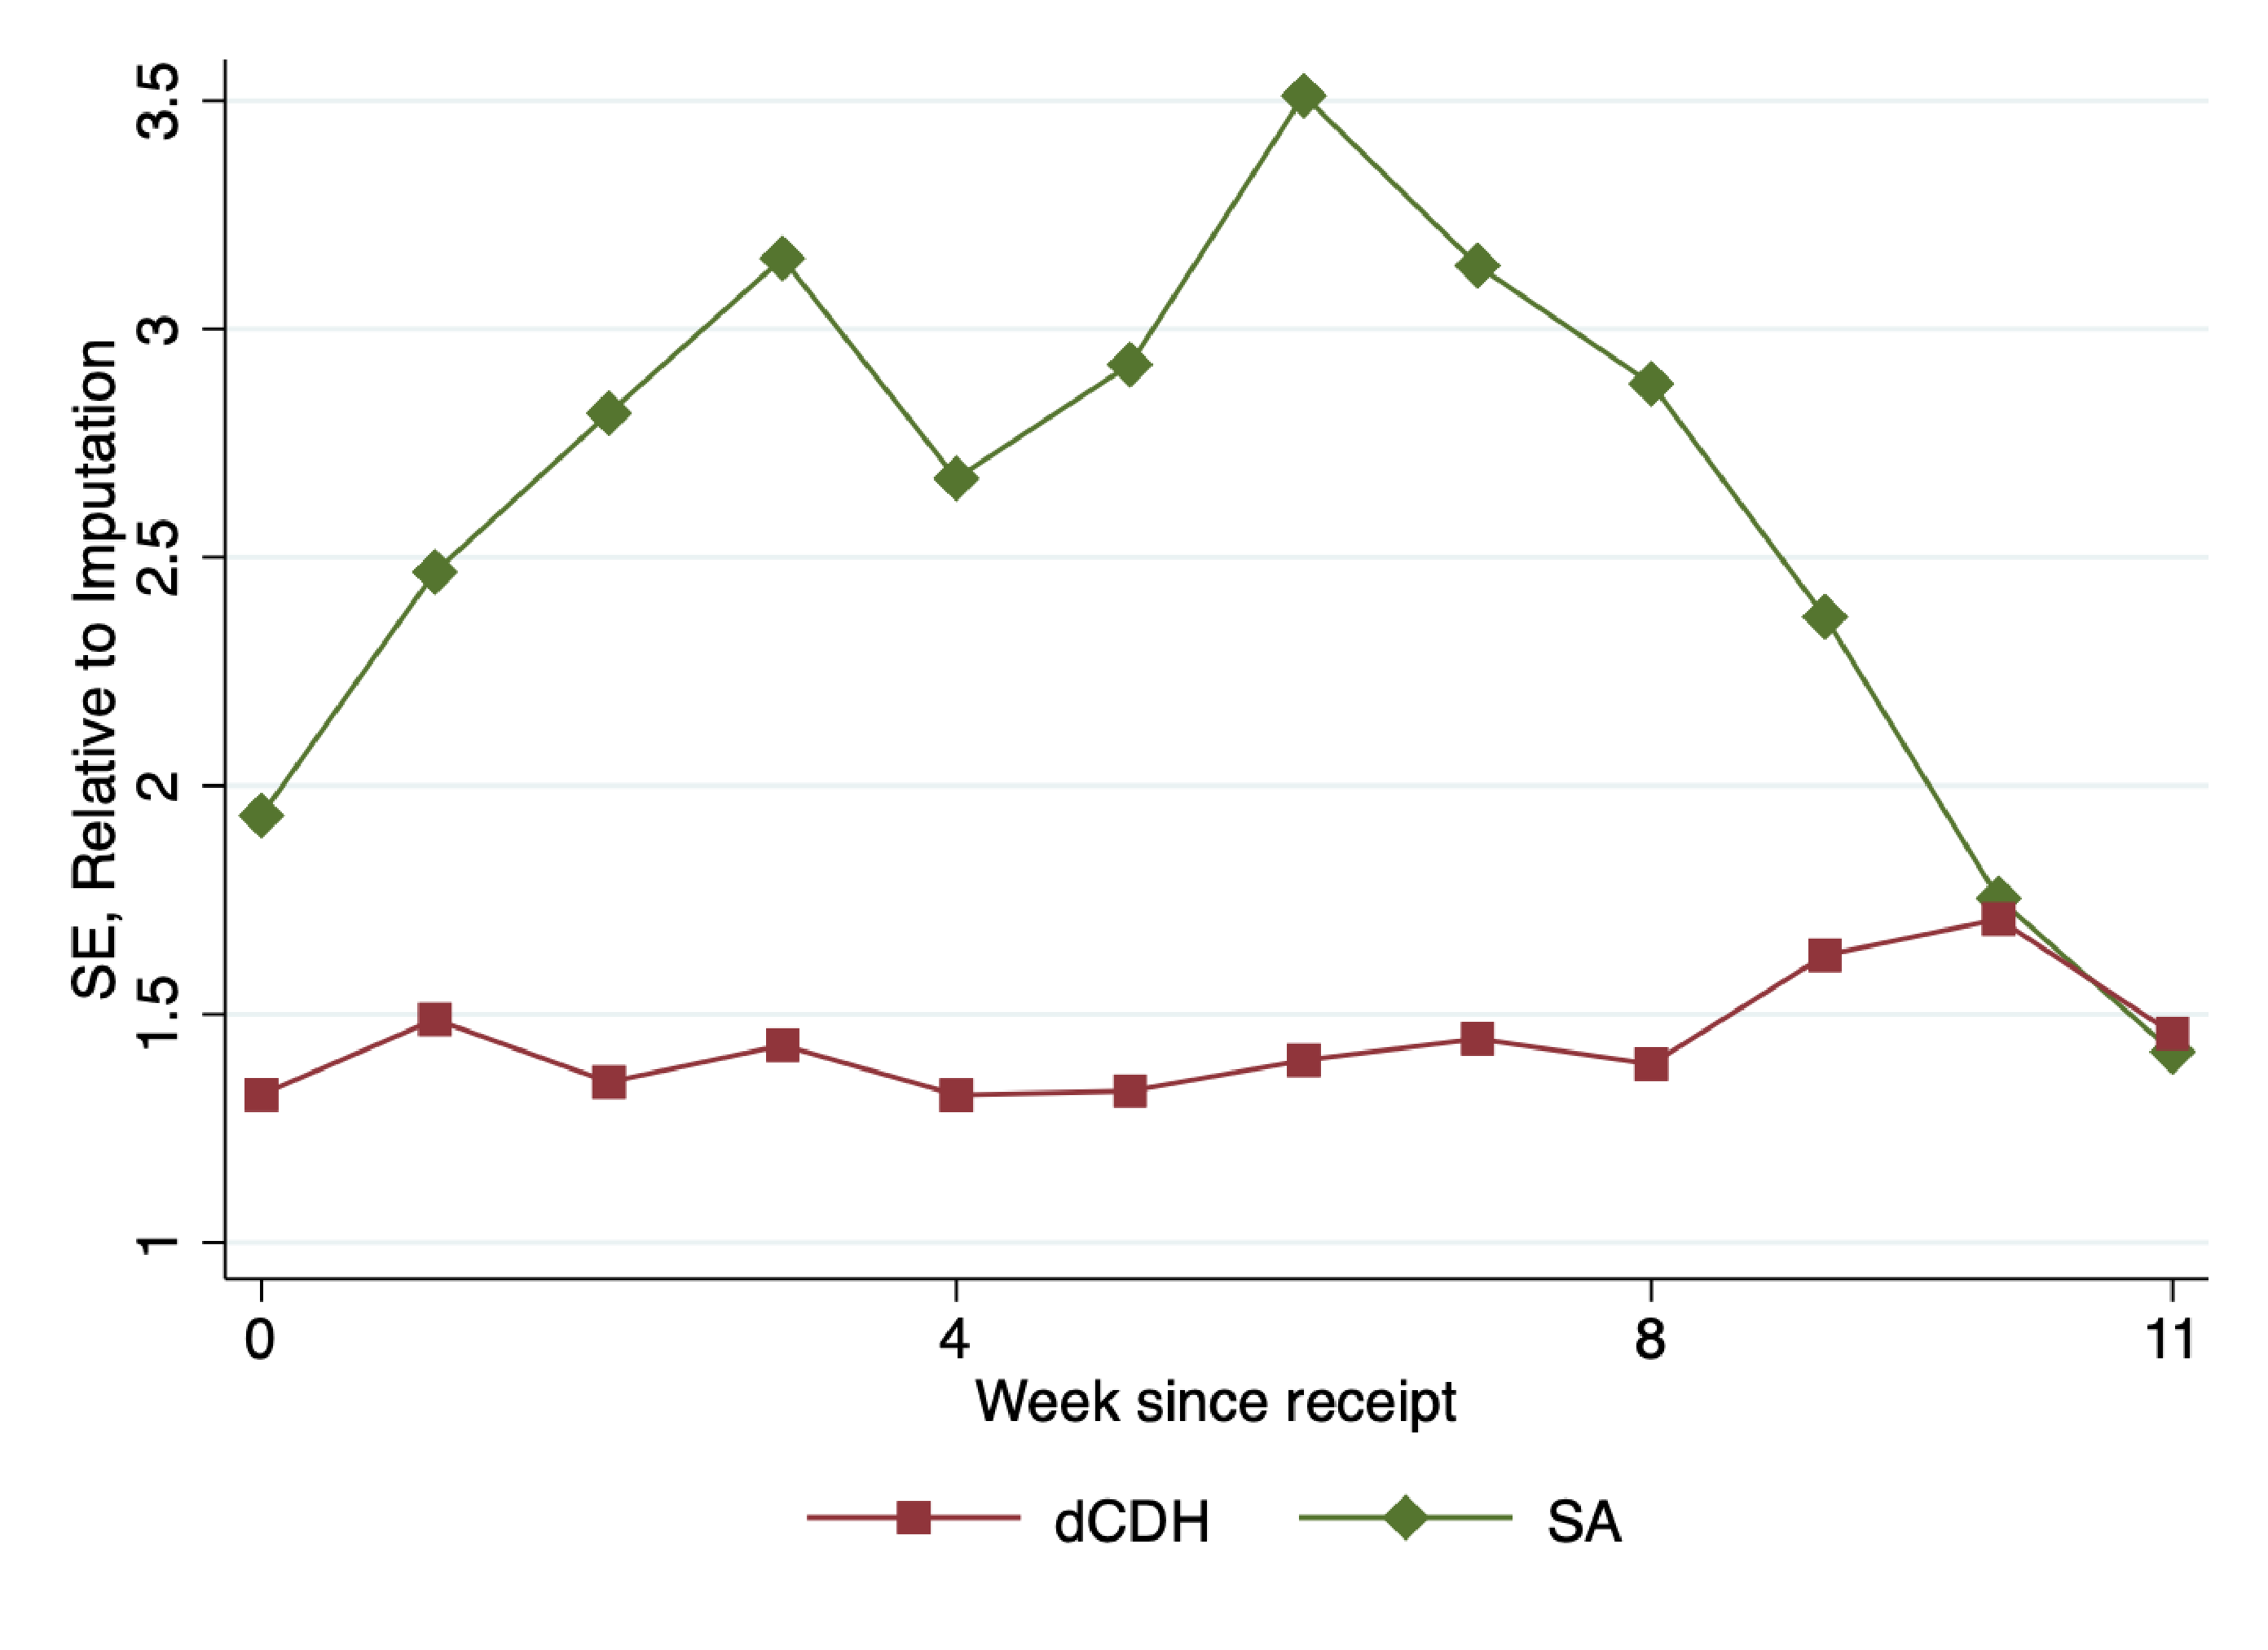 SE, Relative to Imputation
3.5
3
2.5
2
1.5
1
0 4 8 11
Week since receipt
dCDH SA